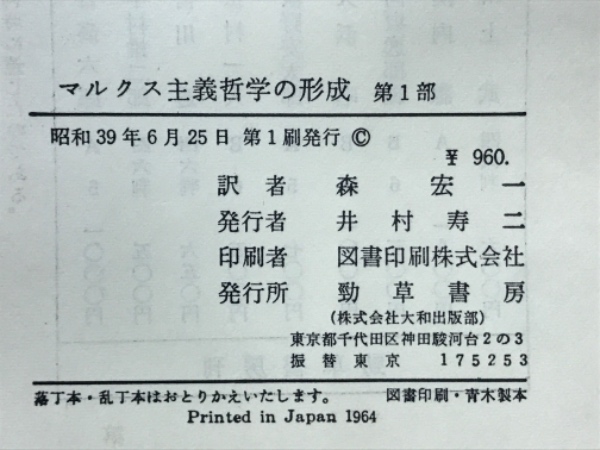 マルクス主義哲学の形成 第1部
昭和39年6月25日 第1刷発行 ©
¥ 960.
訳者 森宏一
発行者 井村寿二
印刷者 図書印刷株式会社
発行所 勁草書房
(株式会社大和出版部)
東京都千代田区神田駿河台2の3
振替東京 175253
落丁本・乱丁本はおとりかえいたします。 図書印刷・青木製本
Printed in Japan 1964